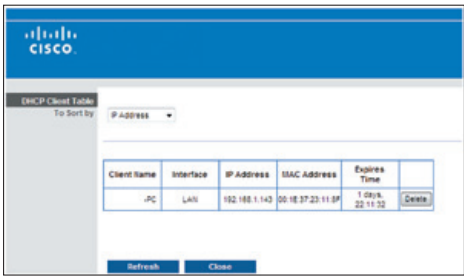 CISCO.
DHCP Client Table
To Sort by IP Address
Client Name Interface IP Address MAC Address Expires Time
-PC LAN 192.168.1.143 1 days, 22:11:32 Delete
Refresh Close